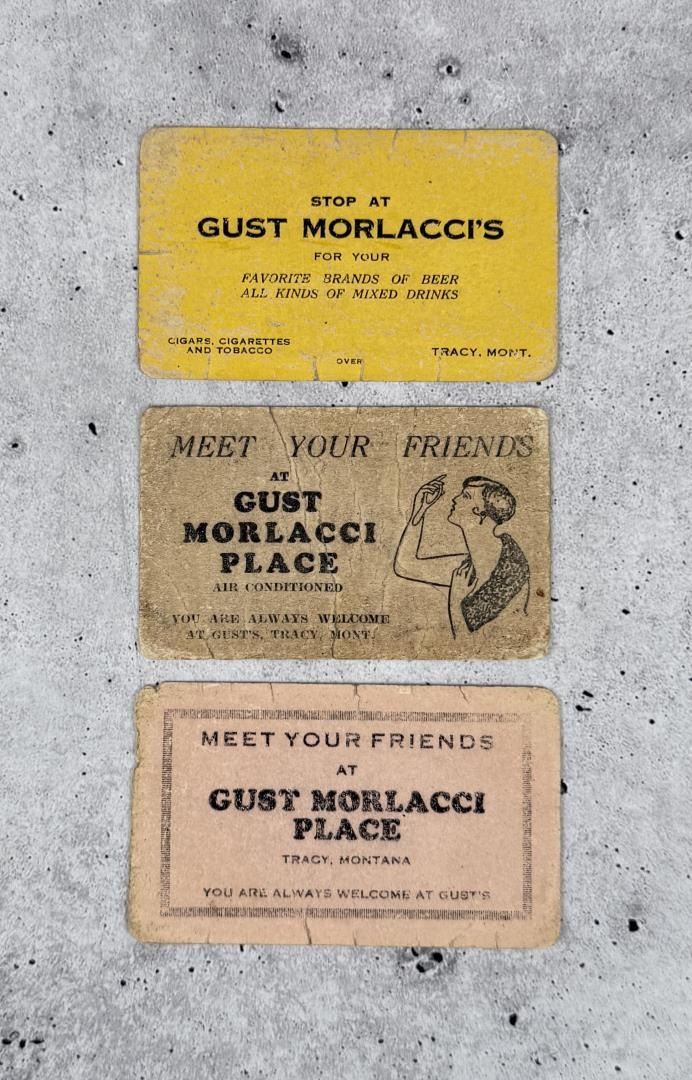 STOP AT
GUST MORLACCI'S
FOR YOUR
FAVORITE BRANDS OF BEER
ALL KINDS OF MIXED DRINKS
CIGARS, CIGARETTES
AND TOBACCO
OVER
TRACY, MONT.
MEET YOUR FRIENDS
AT
GUST
MORLACCI
PLACE
AIR CONDITIONED
YOU ARE ALWAYS WELCOME
AT GUST'S, TRACY, MONT.
MEET YOUR FRIENDS
AT
GUST MORLACCI
PLACE
TRACY, MONTANA
YOU ARE ALWAYS WELCOME AT GUST'S